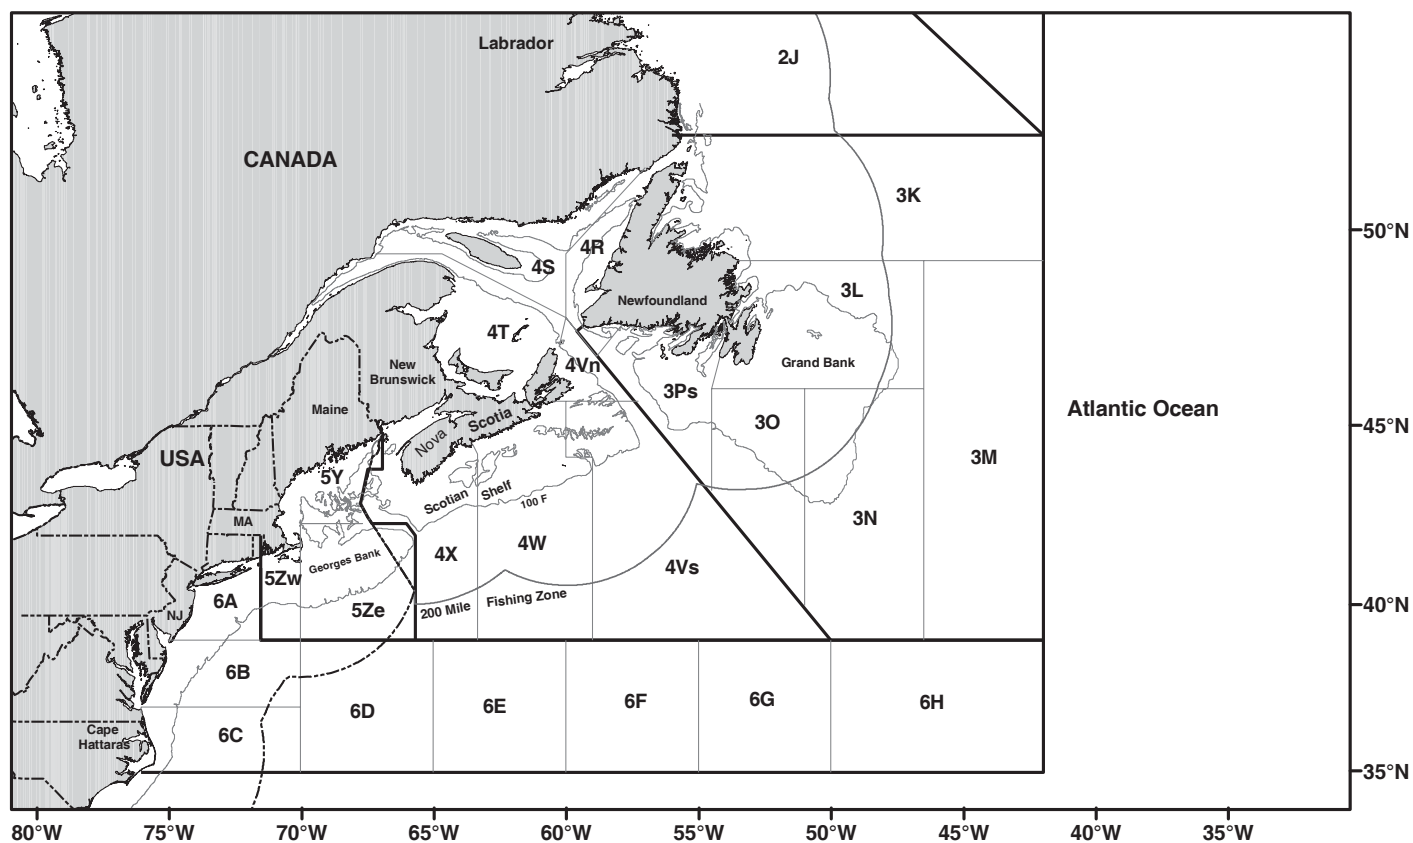 Labrador
2J
CANADA
3K
50°N
4R
4S
3L
Newfoundland
4T
Grand Bank
New
Brunswick
4Vn
3Ps
Maine
Atlantic Ocean
Scotia
3O
45°N
Nova
USA
3M
5Y
Scotian
Shelf
100 F
MA
3N
4X
4W
Georges Bank
4Vs
5Zw
6A
5Ze
200 Mile
Fishing Zone
40°N
NJ
6B
6D
6E
6F
6G
6H
6C
Cape
Hattaras
35°N
80°W 75°W 70°W 65°W 60°W 55°W 50°W 45°W 40°W 35°W